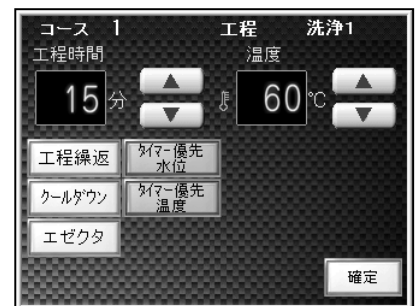 コース 1 工程 洗浄1
工程時間 温度
15分 60℃
工程繰返 ﾀｲﾏｰ優先
水位
ｸｰﾙﾀﾞｳﾝ ﾀｲﾏｰ優先
温度
エゼクタ
確定